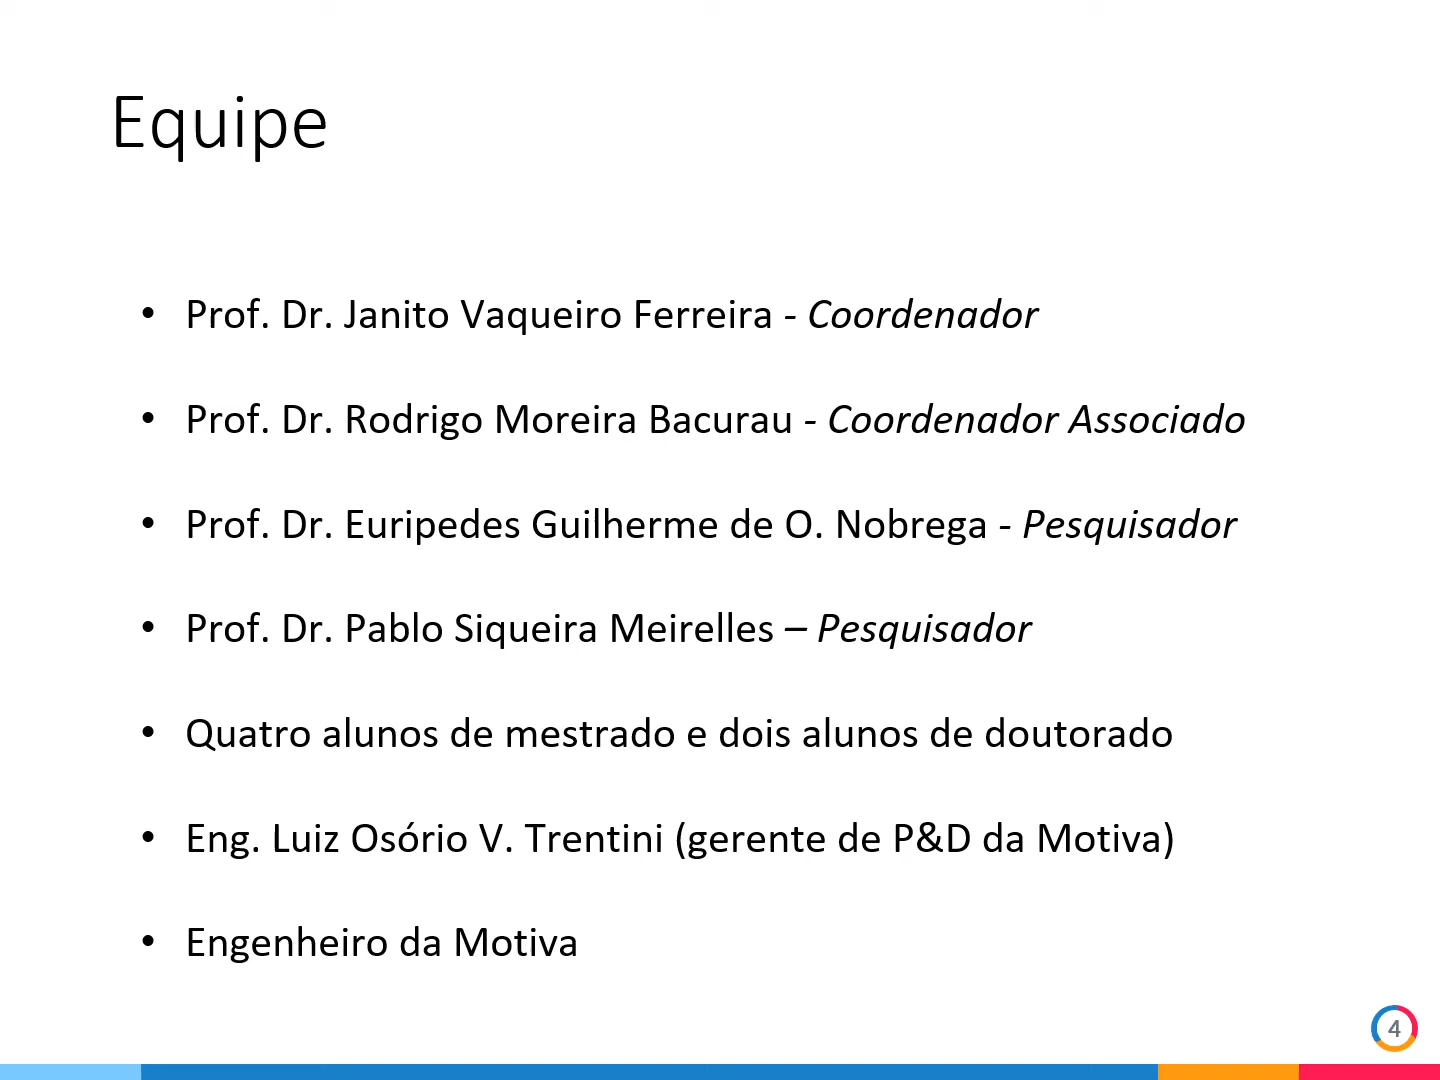 Equipe
• Prof. Dr. Janito Vaqueiro Ferreira - Coordenador
• Prof. Dr. Rodrigo Moreira Bacurau - Coordenador Associado
• Prof. Dr. Euripedes Guilherme de O. Nobrega - Pesquisador
• Prof. Dr. Pablo Siqueira Meirelles – Pesquisador
• Quatro alunos de mestrado e dois alunos de doutorado
• Eng. Luiz Osório V. Trentini (gerente de P&D da Motiva)
• Engenheiro da Motiva
4